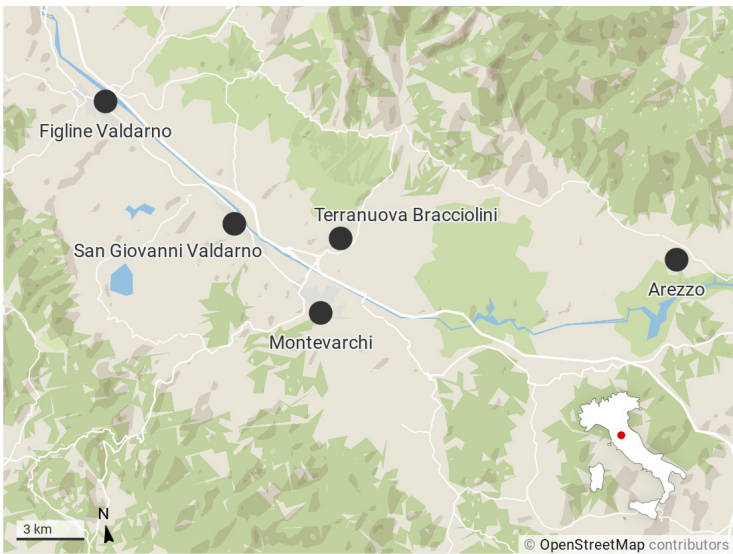 Figline Valdarno
Terranuova Bracciolini
San Giovanni Valdarno
Arezzo
Montevarchi
N
3 km
© OpenStreetMap contributors